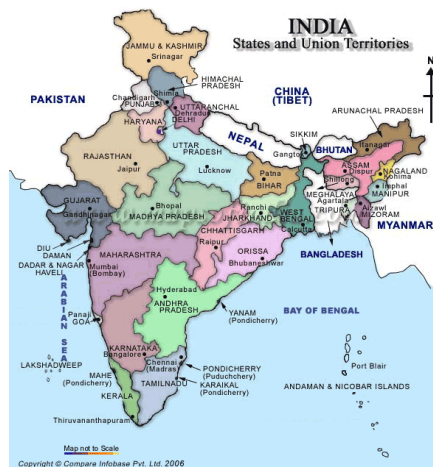 INDIA
States and Union Territories
N
JAMMU & KASHMIR
Srinagar
HIMACHAL
PRADESH
Shimla
Chandigarh
PUNJAB
UTTARANCHAL
Dehradun
HARYANA
DELHI
PAKISTAN
CHINA
(TIBET)
ARUNACHAL PRADESH
Itanagar
NEPAL
SIKKIM
Gangtok
BHUTAN
RAJASTHAN
Jaipur
UTTAR
PRADESH
Lucknow
Patna
BIHAR
ASSAM
Dispur
NAGALAND
Kohima
Shillong
MEGHALAYA
Imphal
MANIPUR
Agartala
TRIPURA
Aizawl
MIZORAM
MYANMAR
GUJARAT
Gandhinagar
Bhopal
MADHYA PRADESH
Ranchi
JHARKHAND
WEST
BENGAL
Calcutta
CHHATTISGARH
Raipur
ORISSA
Bhubaneshwar
BANGLADESH
DIU
DAMAN
DADAR & NAGAR
HAVELI
MAHARASHTRA
Mumbai
(Bombay)
Hyderabad
ANDHRA
PRADESH
YANAM
(Pondicherry)
BAY OF BENGAL
ARABIAN SEA
Panaji
GOA
KARNATAKA
Bangalore
Chennai
(Madras)
PONDICHERRY
(Puduchery)
KARAIKAL
(Pondicherry)
TAMILNADU
LAKSHADWEEP
MAHE
(Pondicherry)
KERALA
Thiruvananthapuram
Port Blair
ANDAMAN & NICOBAR ISLANDS
Map not to Scale
Copyright © Compare Infobase Pvt. Ltd. 2006